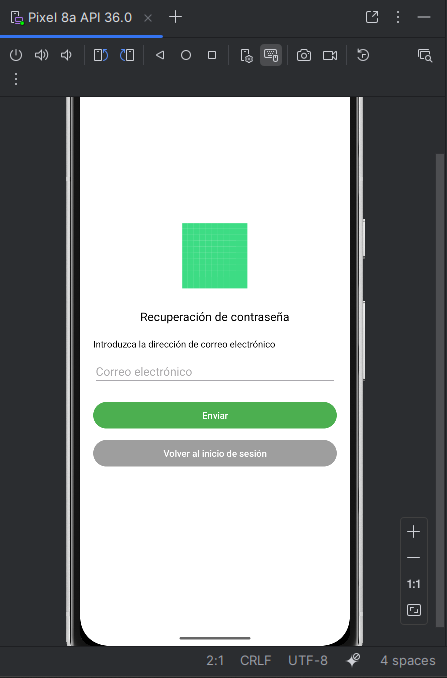 Pixel 8a API 36.0
Recuperación de contraseña
Introduzca la dirección de correo electrónico
Correo electrónico
Enviar
Volver al inicio de sesión
1:1
2:1 CRLF UTF-8 4 spaces